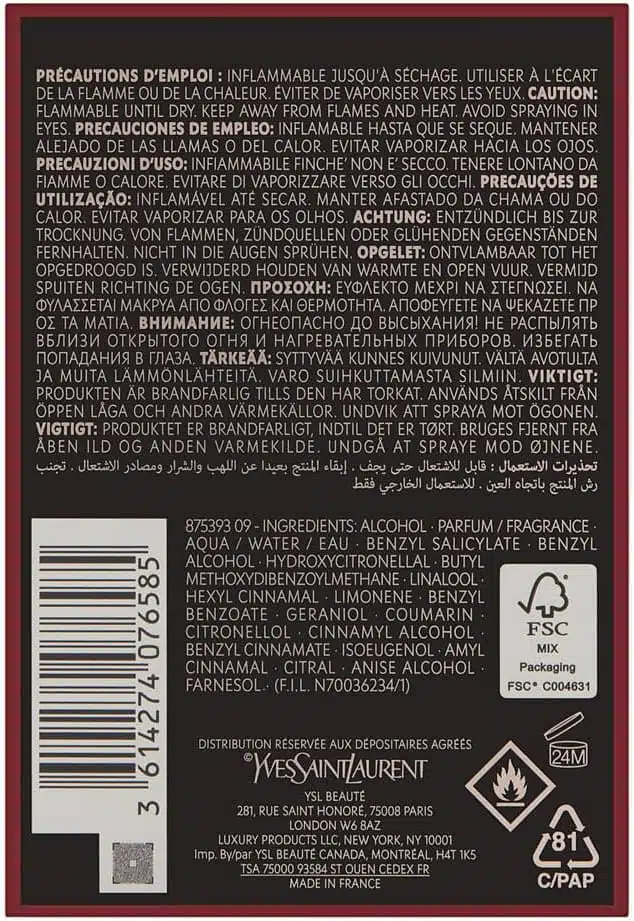 PRÉCAUTIONS D'EMPLOI : INFLAMMABLE JUSQU'À SÉCHAGE. UTILISER À L'ÉCART
DE LA FLAMME OU DE LA CHALEUR. ÉVITER DE VAPORISER VERS LES YEUX. CAUTION:
FLAMMABLE UNTIL DRY. KEEP AWAY FROM FLAMES AND HEAT. AVOID SPRAYING IN
EYES. PRECAUCIONES DE EMPLEO: INFLAMABLE HASTA QUE SE SEQUE. MANTENER
ALEJADO DE LAS LLAMAS O DEL CALOR. EVITAR VAPORIZAR HACIA LOS OJOS.
PRECAUZIONI D'USO: INFIAMMABILE FINCHE' NON E' SECCO. TENERE LONTANO DA
FIAMME O CALORE. EVITARE DI VAPORIZZARE VERSO GLI OCCHI. PRECAUÇÕES DE
UTILIZAÇÃO: INFLAMÁVEL ATÉ SECAR. MANTER AFASTADO DA CHAMA OU DO
CALOR. EVITAR VAPORIZAR PARA OS OLHOS. ACHTUNG: ENTZÜNDLICH BIS ZUR
TROCKNUNG. VON FLAMMEN, ZÜNDQUELLEN ODER GLÜHENDEN GEGENSTÄNDEN
FERNHALTEN. NICHT IN DIE AUGEN SPRÜHEN. OPGELET: ONTVLAMBAAR TOT HET
OPGEDROOGD IS. VERWIJDERD HOUDEN VAN WARMTE EN OPEN VUUR. VERMIJD
SPUITEN RICHTING DE OGEN. ΠΡΟΣΟΧΗ: ΕΥΦΛΕΚΤΟ ΜΕΧΡΙ ΝΑ ΣΤΕΓΝΩΣΕΙ. ΝΑ
ΦΥΛΑΣΣΕΤΑΙ ΜΑΚΡΥΑ ΑΠΟ ΦΛΟΓΕΣ ΚΑΙ ΘΕΡΜΟΤΗΤΑ. ΑΠΟΦΕΥΓΕΤΕ ΝΑ ΨΕΚΑΖΕΤΕ ΠΡ
ΟΣ ΤΑ ΜΑΤΙΑ. ВНИМАНИЕ: ОГНЕОПАСНО ДО ВЫСЫХАНИЯ! НЕ РАСПЫЛЯТЬ
ВБЛИЗИ ОТКРЫТОГО ОГНЯ И НАГРЕВАТЕЛЬНЫХ ПРИБОРОВ. ИЗБЕГАТЬ
ПОПАДАНИЯ В ГЛАЗА. TÄRKEÄÄ: SYTTYVÄÄ KUNNES KUIVUNUT. VÄLTÄ AVOTULTA
JA MUITA LÄMMÖNLÄHTEITÄ. VARO SUIHKUTTAMASTA SILMIIN. VIKTIGT:
PRODUKTEN ÄR BRANDFARLIG TILLS DEN HAR TORKAT. ANVÄNDS ÅTSKILT FRÅN
ÖPPEN LÅGA OCH ANDRA VÄRMEKÄLLOR. UNDVIK ATT SPRAYA MOT ÖGONEN.
VIGTIGT: PRODUKTET ER BRANDFARLIGT, INDTIL DET ER TØRT. BRUGES FJERNT FRA
ÅBEN ILD OG ANDEN VARMEKILDE. UNDGÅ AT SPRAYE MOD ØJNENE.
تحذيرات الاستعمال : قابل للاشتعال حتى يجف . إبقاء المنتج بعيدا عن اللهب والشرار ومصادر الاشتعال . تجنب
رش المنتج باتجاه العين . للاستعمال الخارجي فقط
875393 09 - INGREDIENTS: ALCOHOL · PARFUM / FRAGRANCE ·
AQUA / WATER / EAU · BENZYL SALICYLATE · BENZYL
ALCOHOL · HYDROXYCITRONELLAL · BUTYL
METHOXYDIBENZOYLMETHANE · LINALOOL ·
HEXYL CINNAMAL · LIMONENE · BENZYL
BENZOATE · GERANIOL · COUMARIN ·
CITRONELLOL · CINNAMYL ALCOHOL ·
BENZYL CINNAMATE · ISOEUGENOL · AMYL
CINNAMAL · CITRAL · ANISE ALCOHOL ·
FARNESOL · (F.I.L. N70036234/1)
3 614274 076585
FSC
MIX
Packaging
FSC® C004631
DISTRIBUTION RÉSERVÉE AUX DÉPOSITAIRES AGRÉÉS
©YVESSAINTLAURENT
YSL BEAUTÉ
281, RUE SAINT HONORÉ, 75008 PARIS
LONDON W6 8AZ
LUXURY PRODUCTS LLC, NEW YORK, NY 10001
Imp. By/par YSL BEAUTÉ CANADA, MONTRÉAL, H4T 1K5
TSA 75000 93584 ST OUEN CEDEX FR
MADE IN FRANCE
24M
81
C/PAP